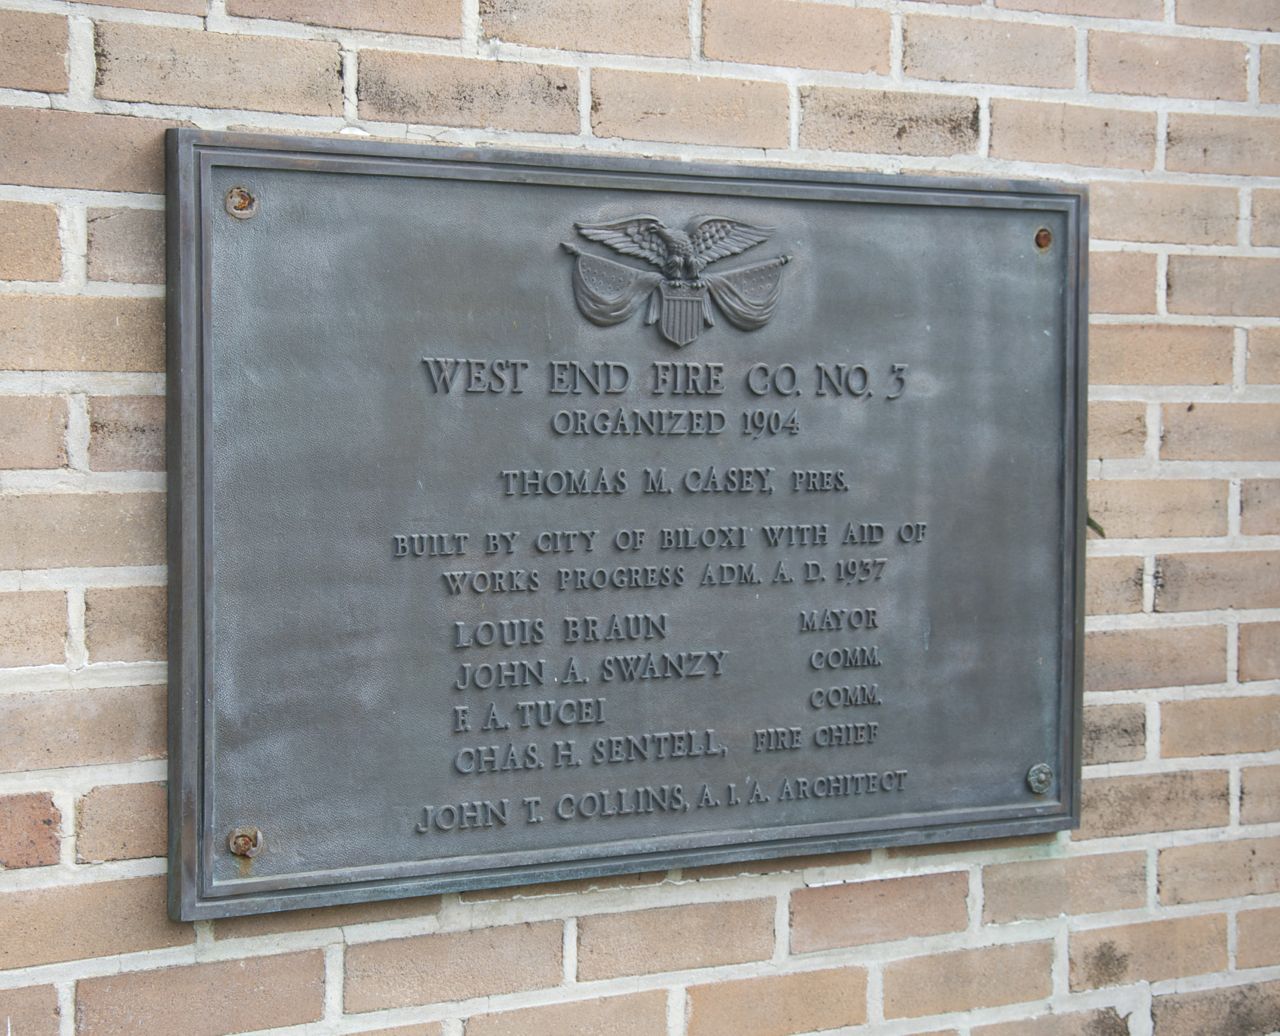 WEST END FIRE CO. NO. 3
ORGANIZED 1904
THOMAS M. CASEY, PRES.
BUILT BY CITY OF BILOXI WITH AID OF
WORKS PROGRESS ADM. A. D. 1937
LOUIS BRAUN MAYOR
JOHN A. SWANZY COMM.
F. A. TUCEI COMM.
CHAS. H. SENTELL, FIRE CHIEF
JOHN T. COLLINS, A. I. A. ARCHITECT